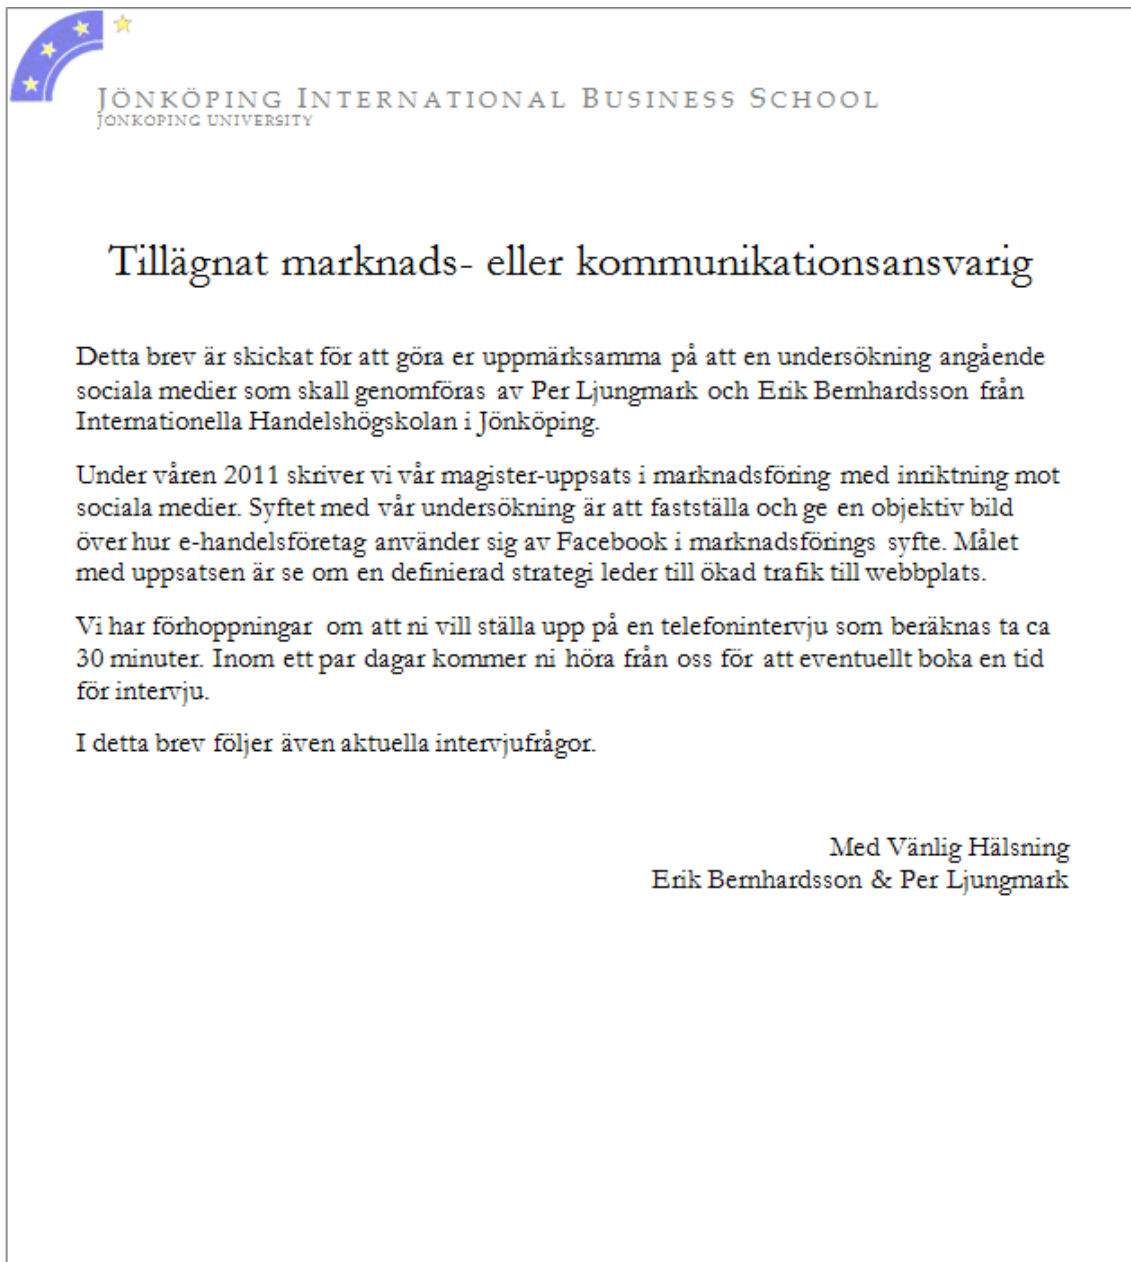 JÖNKÖPING INTERNATIONAL BUSINESS SCHOOL
JÖNKÖPING UNIVERSITY
Tillägnat marknads- eller kommunikationsansvarig
Detta brev är skickat för att göra er uppmärksamma på att en undersökning angående
sociala medier som skall genomföras av Per Ljungmark och Erik Bernhardsson från
Internationella Handelshögskolan i Jönköping.
Under våren 2011 skriver vi vår magister-uppsats i marknadsföring med inriktning mot
sociala medier. Syftet med vår undersökning är att fastställa och ge en objektiv bild
över hur e-handelsföretag använder sig av Facebook i marknadsförings syfte. Målet
med uppsatsen är se om en definierad strategi leder till ökad trafik till webbplats.
Vi har förhoppningar om att ni vill ställa upp på en telefonintervju som beräknas ta ca
30 minuter. Inom ett par dagar kommer ni höra från oss för att eventuellt boka en tid
för intervju.
I detta brev följer även aktuella intervjufrågor.
Med Vänlig Hälsning
Erik Bernhardsson & Per Ljungmark